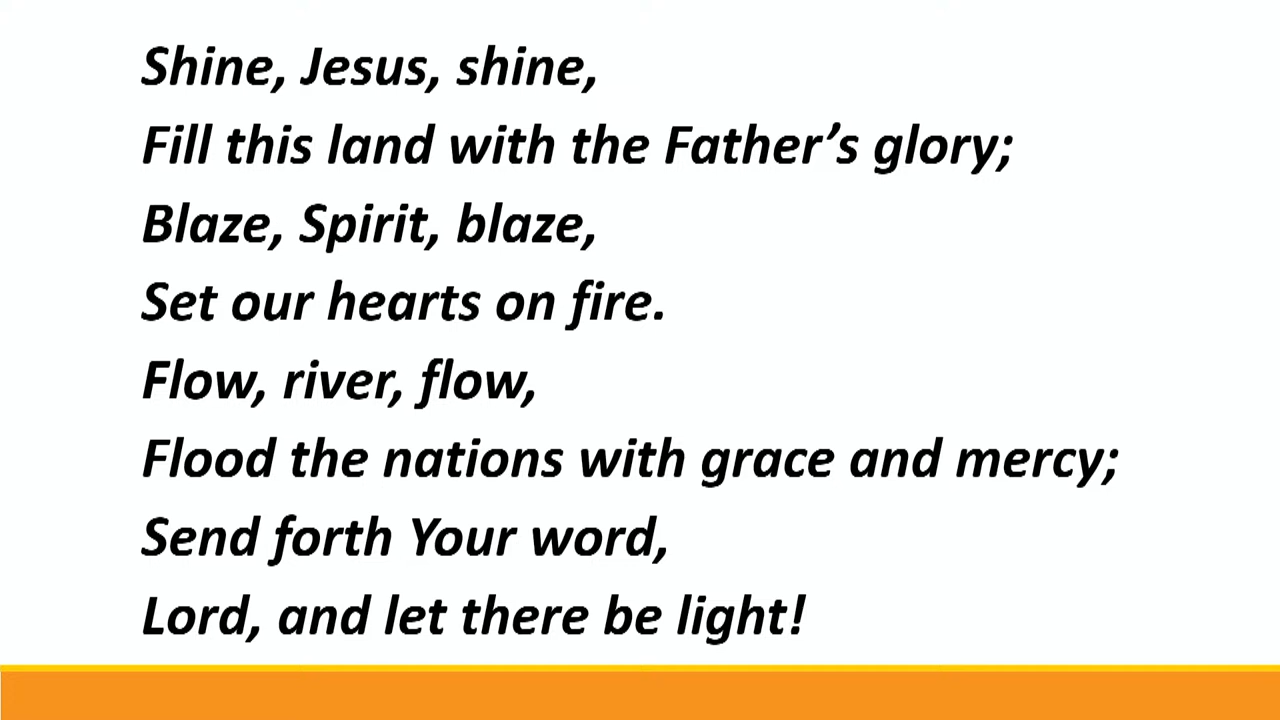 Shine, Jesus, shine,
Fill this land with the Father’s glory;
Blaze, Spirit, blaze,
Set our hearts on fire.
Flow, river, flow,
Flood the nations with grace and mercy;
Send forth Your word,
Lord, and let there be light!